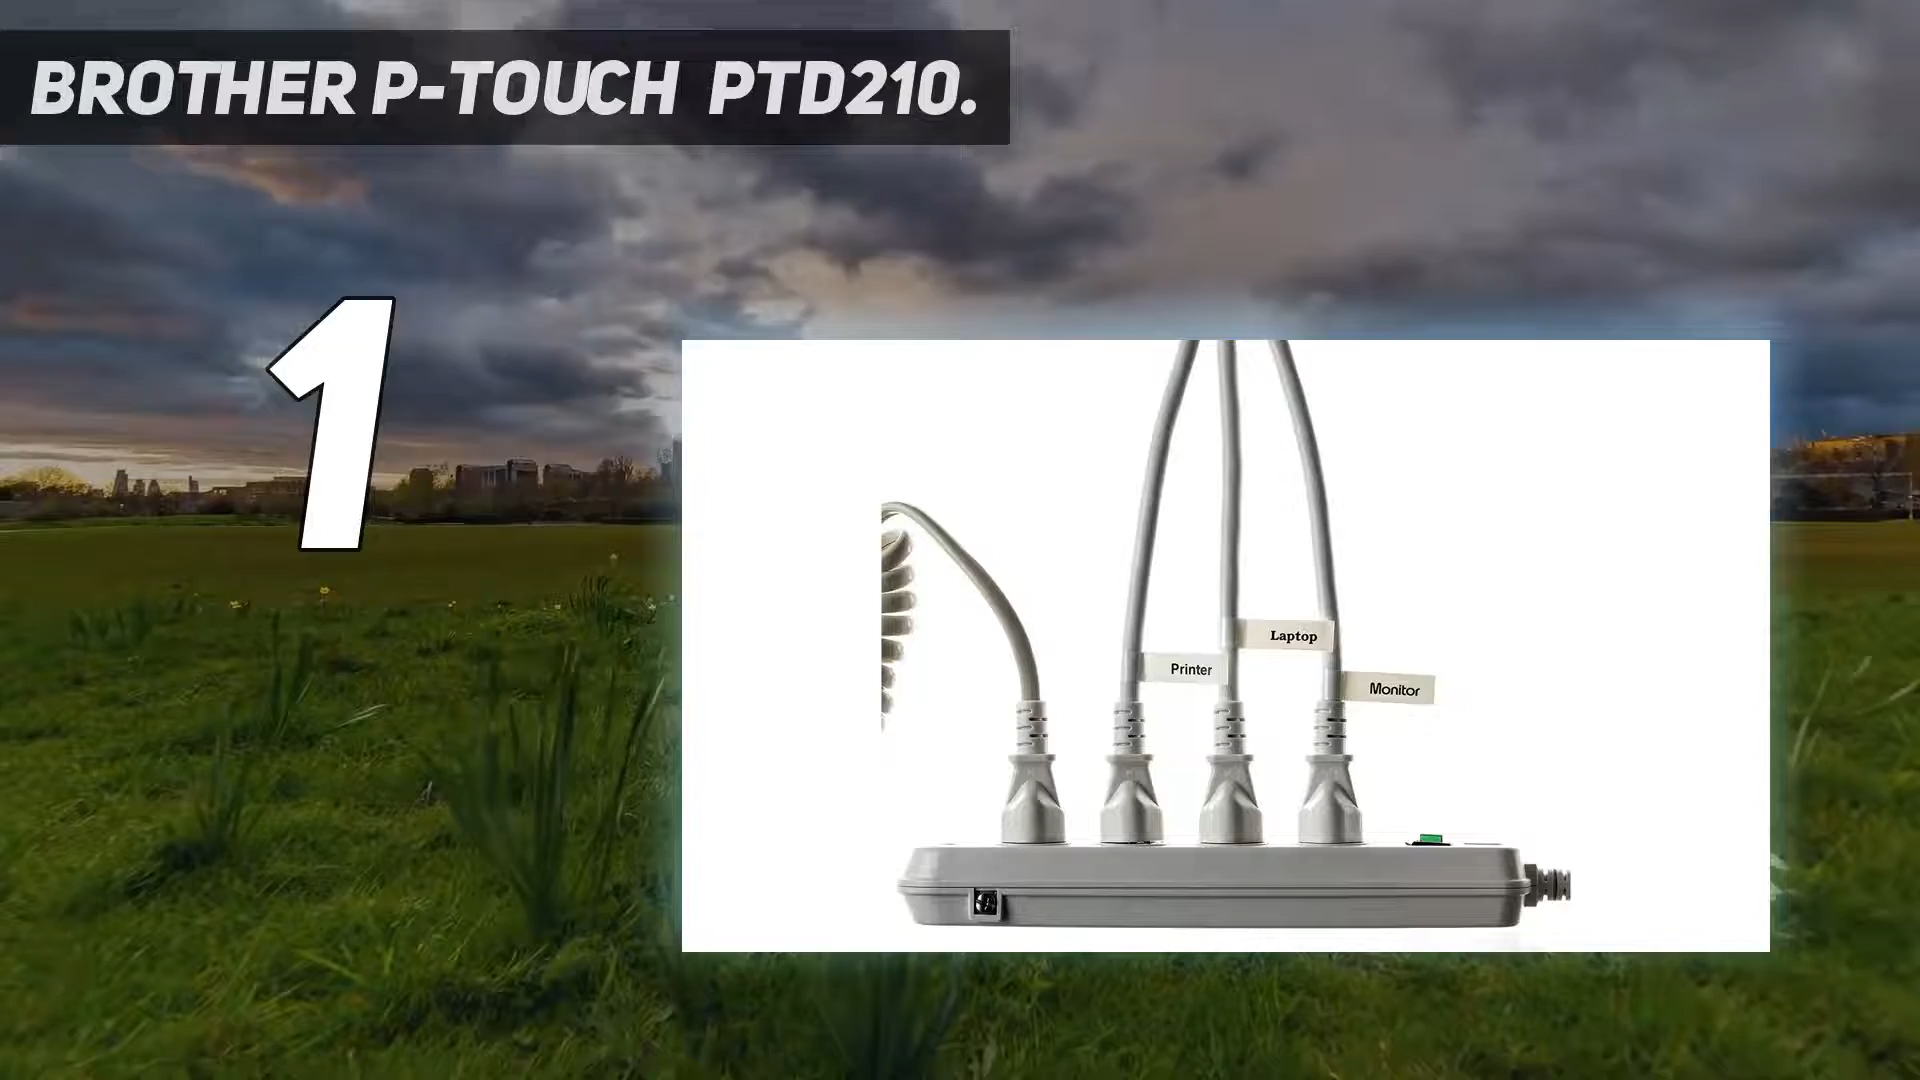 BROTHER P-TOUCH PTD210.
1
Laptop
Printer
Monitor